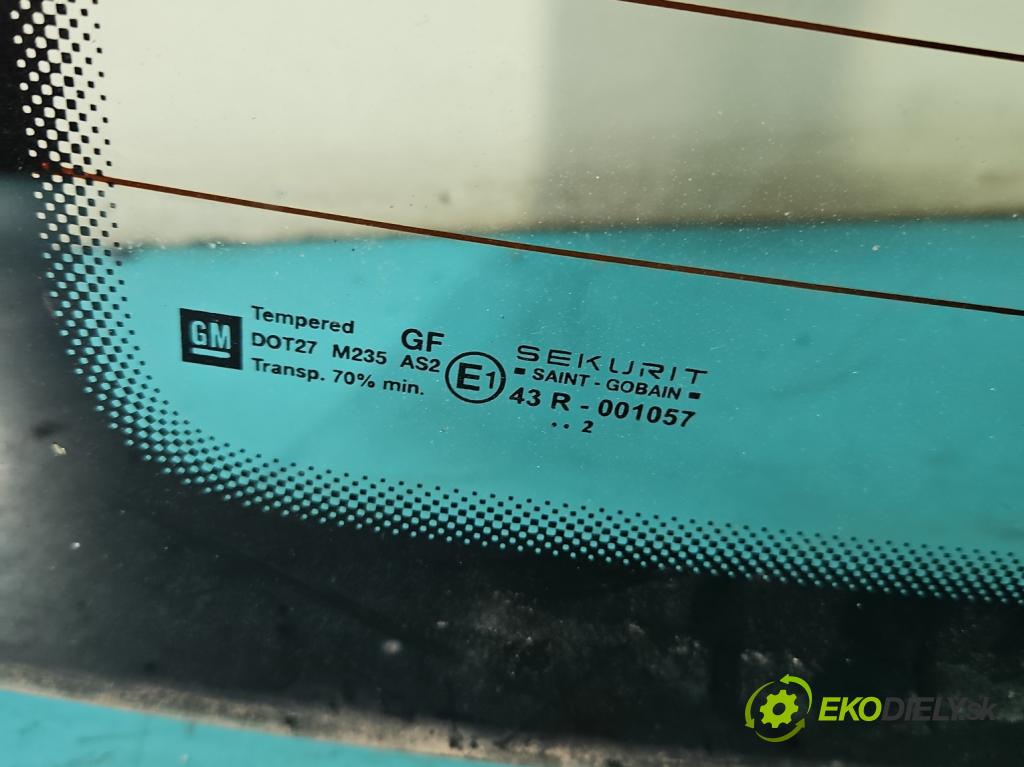 GM
Tempered
DOT27 M235 AS2
Transp. 70% min.
GF
E1
SEKURIT
SAINT - GOBAIN
43 R - 001057
.. 2
EKODIELY.sk